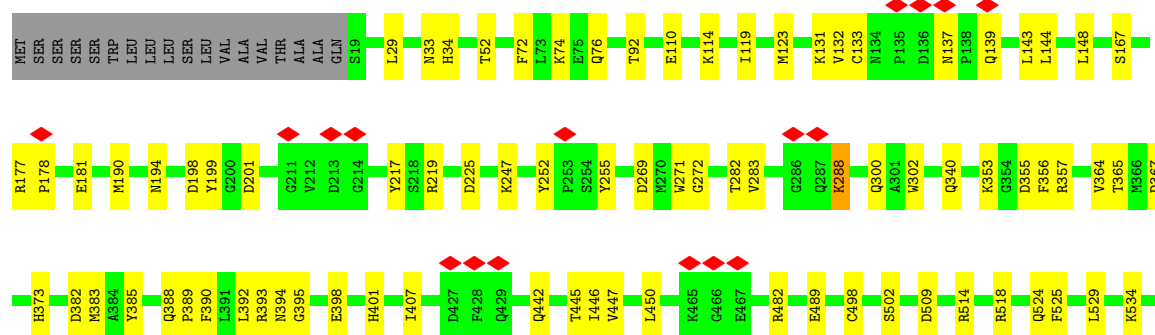 MET SER SER SER SER SER TRP LEU LEU LEU LEU SER LEU VAL ALA VAL THR ALA ALA GLN S19 L29 N33 H34 T52 F72 L73 K74 E75 Q76 T92 E110 K114 I119 M123 K131 V132 C133 N134 P135 D136 N137 P138 Q139 L143 L144 L148 S167
R177 P178 E181 M190 N194 D198 Y199 G200 D201 G211 V212 D213 G214 Y217 S218 R219 D225 K247 Y252 P253 S254 Y255 D269 M270 W271 G272 T282 V283 G286 Q287 K288 Q300 A301 W302 Q340 K353 G354 D355 F356 R357 V364 T365 M366 D367
H373 D382 M383 A384 Y385 Q388 P389 F390 L391 L392 R393 N394 G395 E398 H401 I407 D427 F428 Q429 Q442 T445 I446 V447 L450 K465 G466 E467 R482 E489 C498 S502 D509 R514 R518 Q524 F525 L529 K534